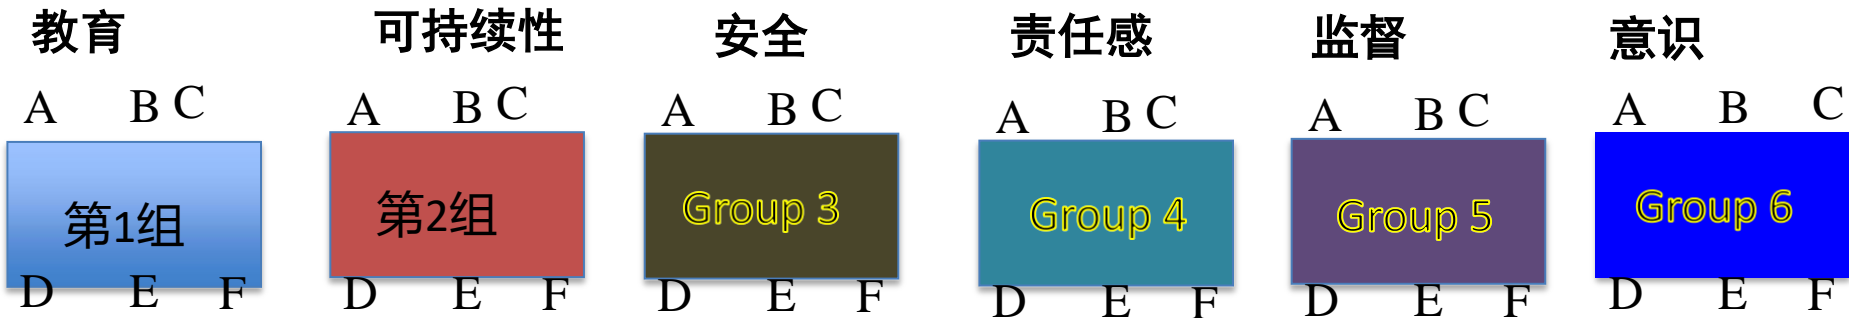 教育 可持续性 安全 责任感 监督 意识
A B C A B C A B C A B C A B C A B C
第1组 第2组 Group 3 Group 4 Group 5 Group 6
D E F D E F D E F D E F D E F D E F